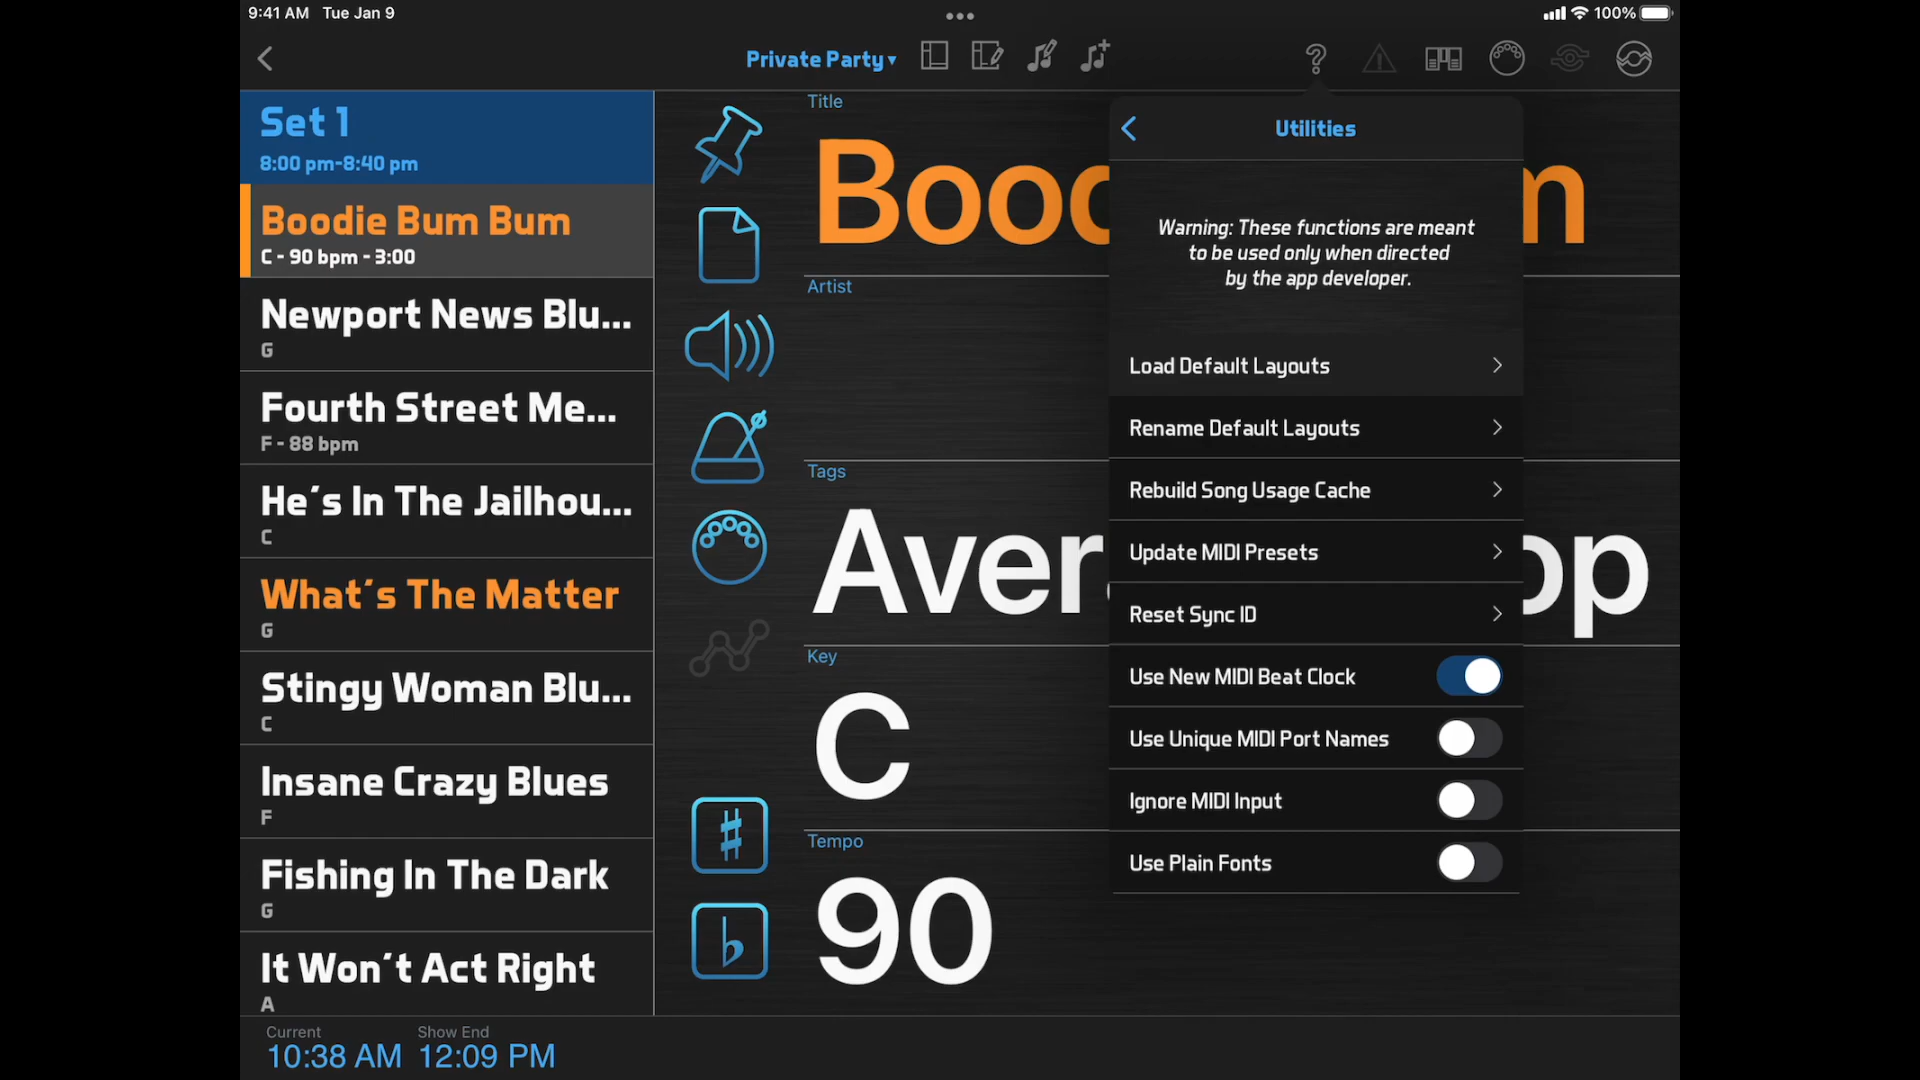 9:41 AM Tue Jan 9
100%
Private Party
Set 1
8:00 pm-8:40 pm
Boodie Bum Bum
C - 90 bpm - 3:00
Newport News Blu...
G
Fourth Street Me...
F - 88 bpm
He's In The Jailhou...
C
What's The Matter
G
Stingy Woman Blu...
C
Insane Crazy Blues
F
Fishing In The Dark
G
It Won't Act Right
A
Current
10:38 AM
Show End
12:09 PM
Title
Artist
Tags
Key
C
Tempo
90
Utilities
Warning: These functions are meant
to be used only when directed
by the app developer.
Load Default Layouts
Rename Default Layouts
Rebuild Song Usage Cache
Update MIDI Presets
Reset Sync ID
Use New MIDI Beat Clock
Use Unique MIDI Port Names
Ignore MIDI Input
Use Plain Fonts